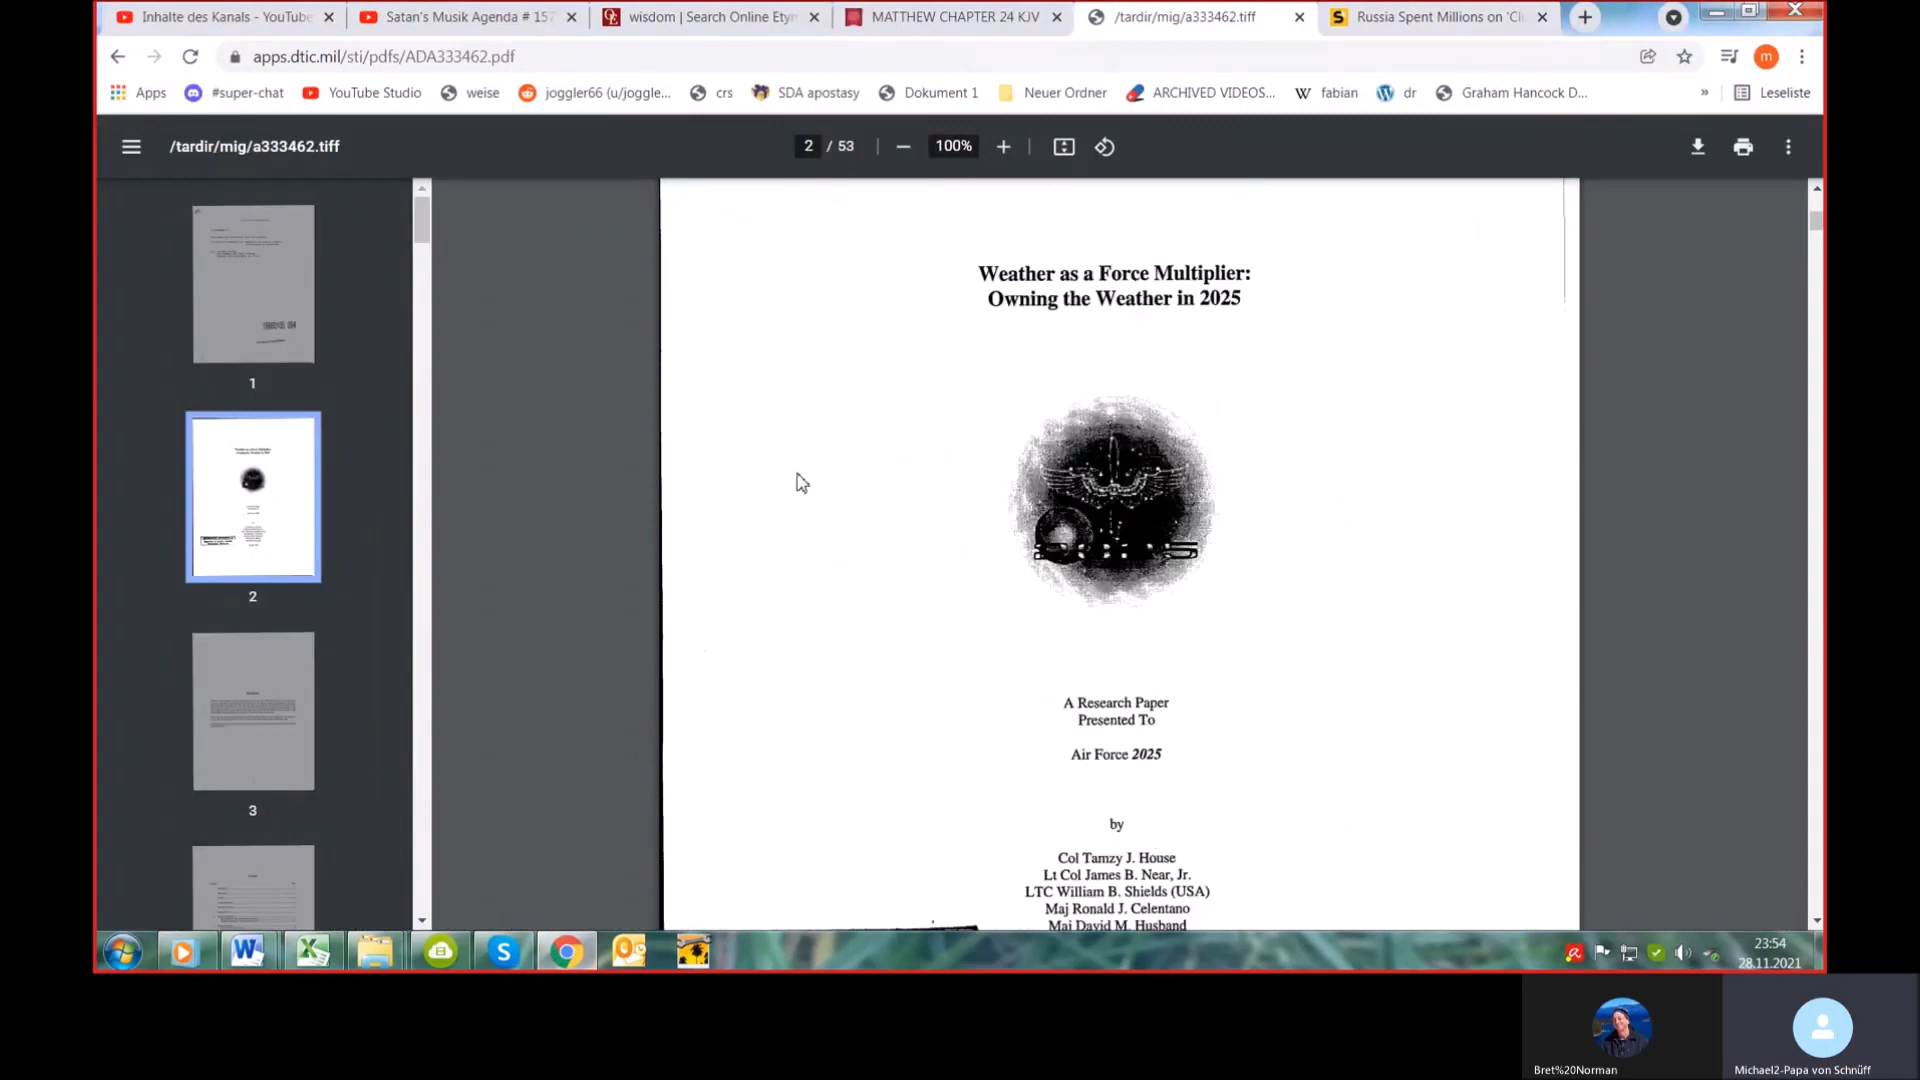 Inhalte des Kanals - YouTube
Satan's Musik Agenda # 157
wisdom | Search Online Etym
MATTHEW CHAPTER 24 KJV
/tardir/mig/a333462.tiff
Russia Spent Millions on 'Cl
apps.dtic.mil/sti/pdfs/ADA333462.pdf
m
Apps
#super-chat
YouTube Studio
weise
joggler66 (u/joggle...
crs
SDA apostasy
Dokument 1
Neuer Ordner
ARCHIVED VIDEOS...
fabian
dr
Graham Hancock D...
»
Leseliste
/tardir/mig/a333462.tiff
2 / 53
100%
1
2
3
Weather as a Force Multiplier:
Owning the Weather in 2025
A Research Paper
Presented To
Air Force 2025
by
Col Tamzy J. House
Lt Col James B. Near, Jr.
LTC William B. Shields (USA)
Maj Ronald J. Celentano
Maj David M. Husband
23:54
28.11.2021
Bret%20Norman
Michael2-Papa von Schnüff